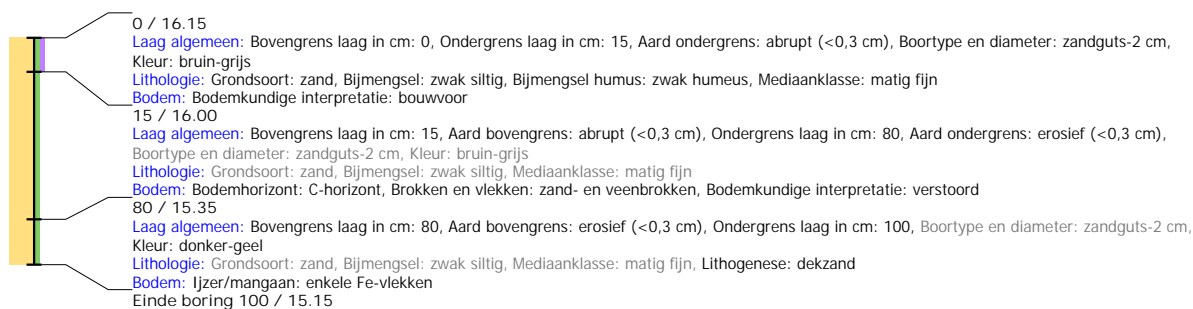 0 / 16.15
Laag algemeen: Bovengrens laag in cm: 0, Ondergrens laag in cm: 15, Aard ondergrens: abrupt (<0,3 cm), Boortype en diameter: zandguts-2 cm,
Kleur: bruin-grijs
Lithologie: Grondsoort: zand, Bijmengsel: zwak siltig, Bijmengsel humus: zwak humeus, Mediaanklasse: matig fijn
Bodem: Bodemkundige interpretatie: bouwvoor
15 / 16.00
Laag algemeen: Bovengrens laag in cm: 15, Aard bovengrens: abrupt (<0,3 cm), Ondergrens laag in cm: 80, Aard ondergrens: erosief (<0,3 cm),
Boortype en diameter: zandguts-2 cm, Kleur: bruin-grijs
Lithologie: Grondsoort: zand, Bijmengsel: zwak siltig, Mediaanklasse: matig fijn
Bodem: Bodemhorizont: C-horizont, Brokken en vlekken: zand- en veenbrokken, Bodemkundige interpretatie: verstoord
80 / 15.35
Laag algemeen: Bovengrens laag in cm: 80, Aard bovengrens: erosief (<0,3 cm), Ondergrens laag in cm: 100, Boortype en diameter: zandguts-2 cm,
Kleur: donker-geel
Lithologie: Grondsoort: zand, Bijmengsel: zwak siltig, Mediaanklasse: matig fijn, Lithogenese: dekzand
Bodem: Ijzer/mangaan: enkele Fe-vlekken
Einde boring 100 / 15.15